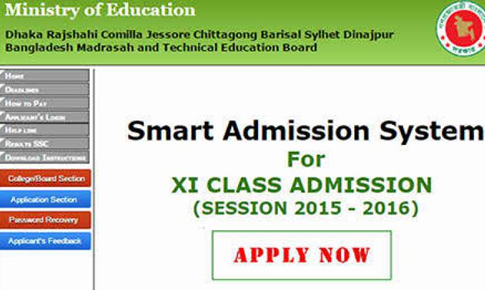 Ministry of Education
Dhaka Rajshahi Comilla Jessore Chittagong Barisal Sylhet Dinajpur
Bangladesh Madrasah and Technical Education Board
Home
Deadlines
How to Pay
Applicant's Login
Help line
Results SSC
Download Instructions
College/Board Section
Application Section
Password Recovery
Applicant's Feedback
Smart Admission System
For
XI CLASS ADMISSION
(SESSION 2015 - 2016)
APPLY NOW